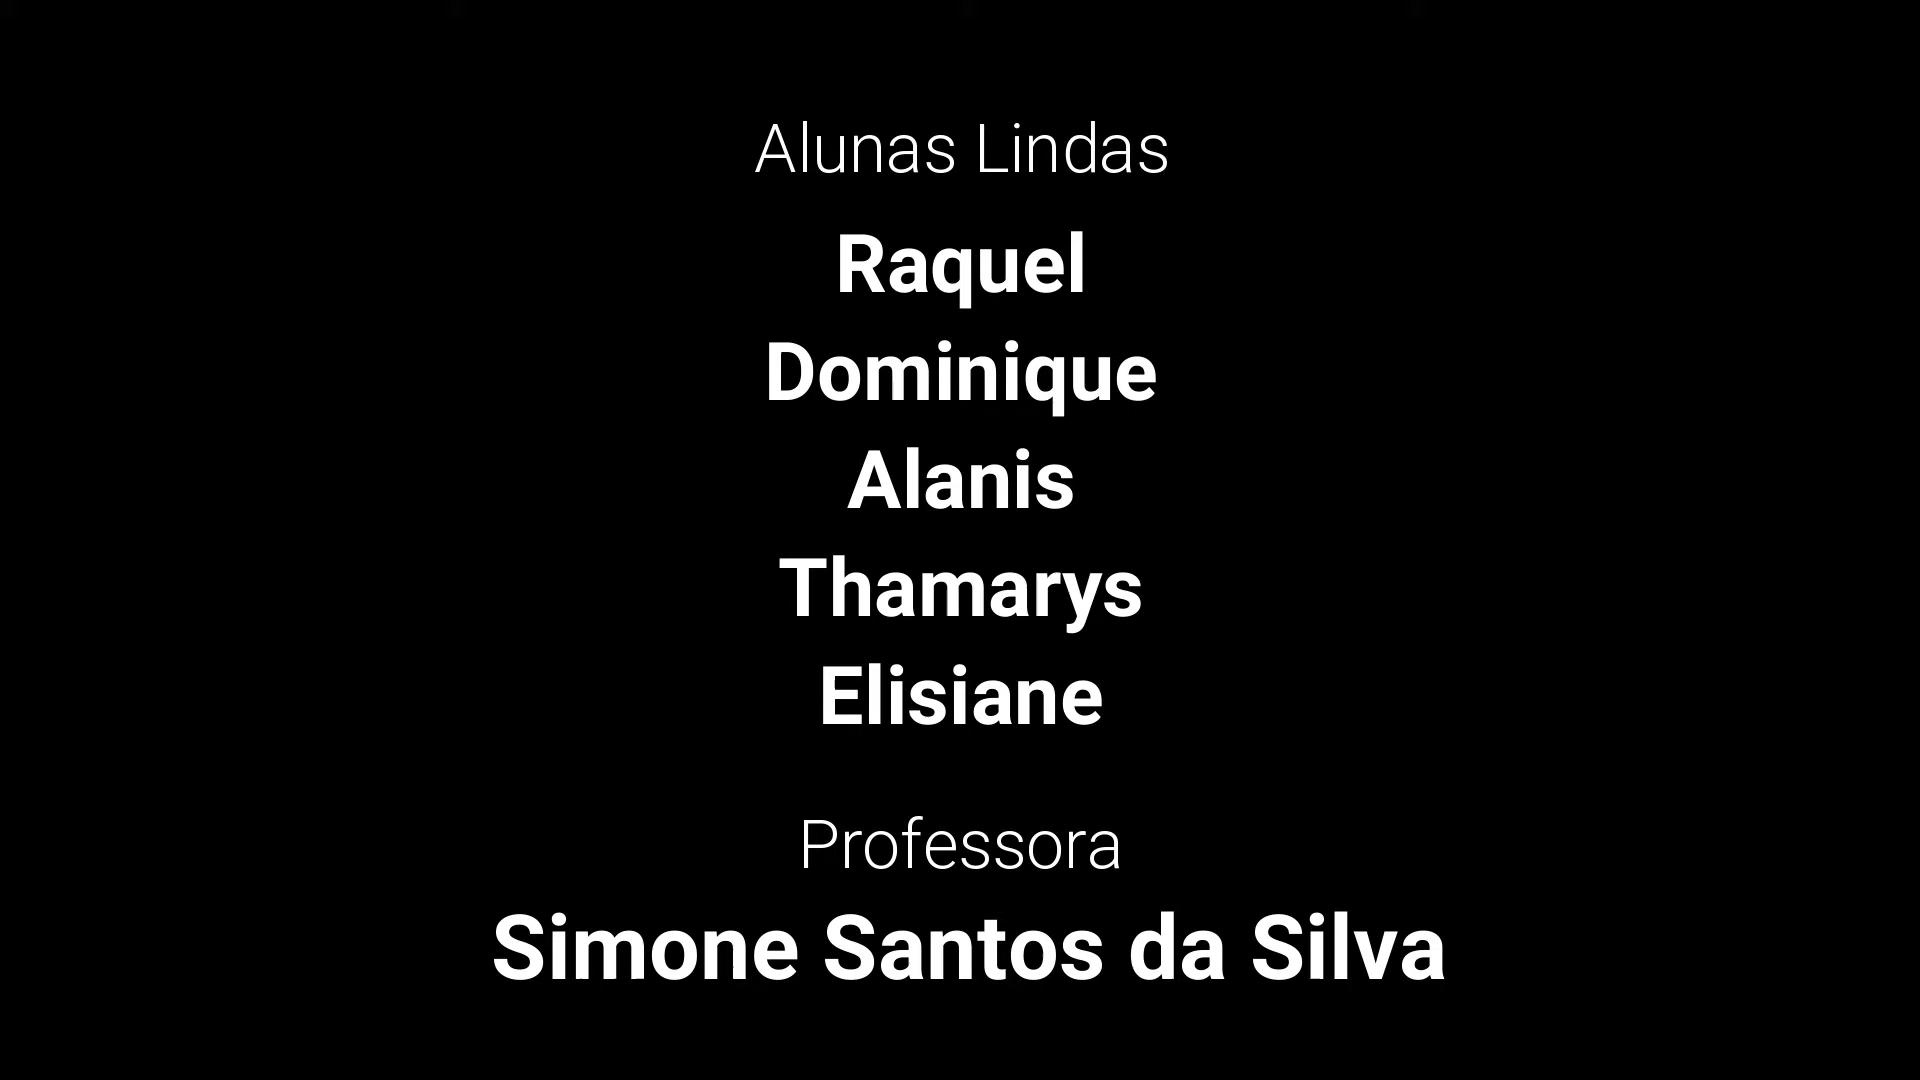 Alunas Lindas
Raquel
Dominique
Alanis
Thamarys
Elisiane
Professora
Simone Santos da Silva